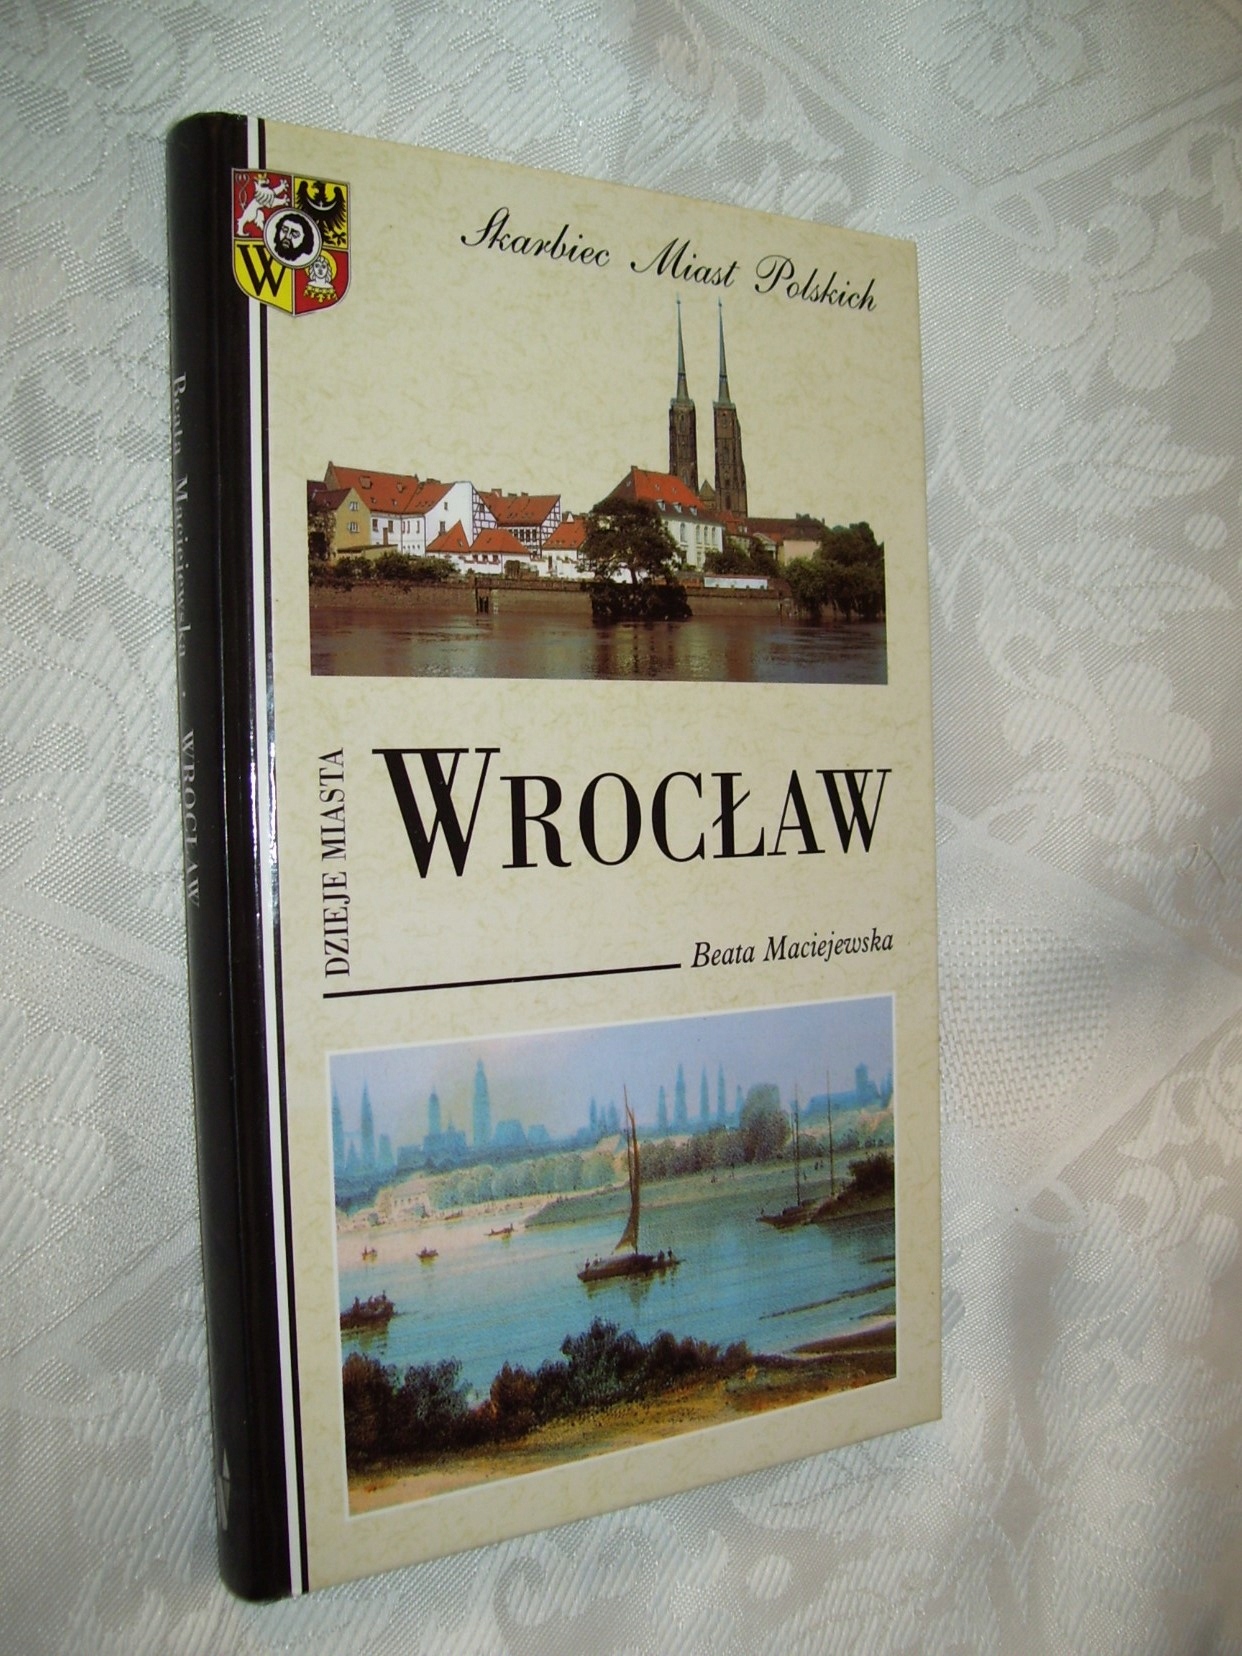 Skarbiec Miast Polskich
W
DZIEJE MIASTA
WROCŁAW
Beata Maciejewska
Beata Maciejewska · WROCŁAW